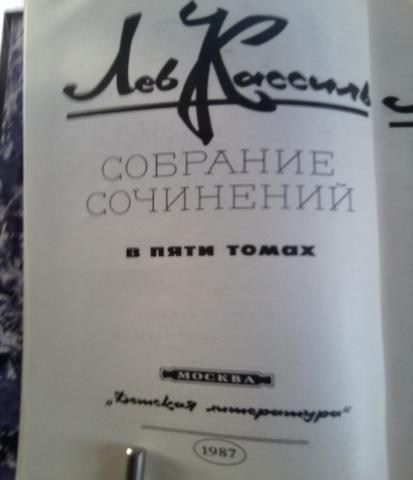 Лев Кассиль
СОБРАНИЕ
СОЧИНЕНИЙ
В ПЯТИ ТОМАХ
МОСКВА
„Детская литература“
1987